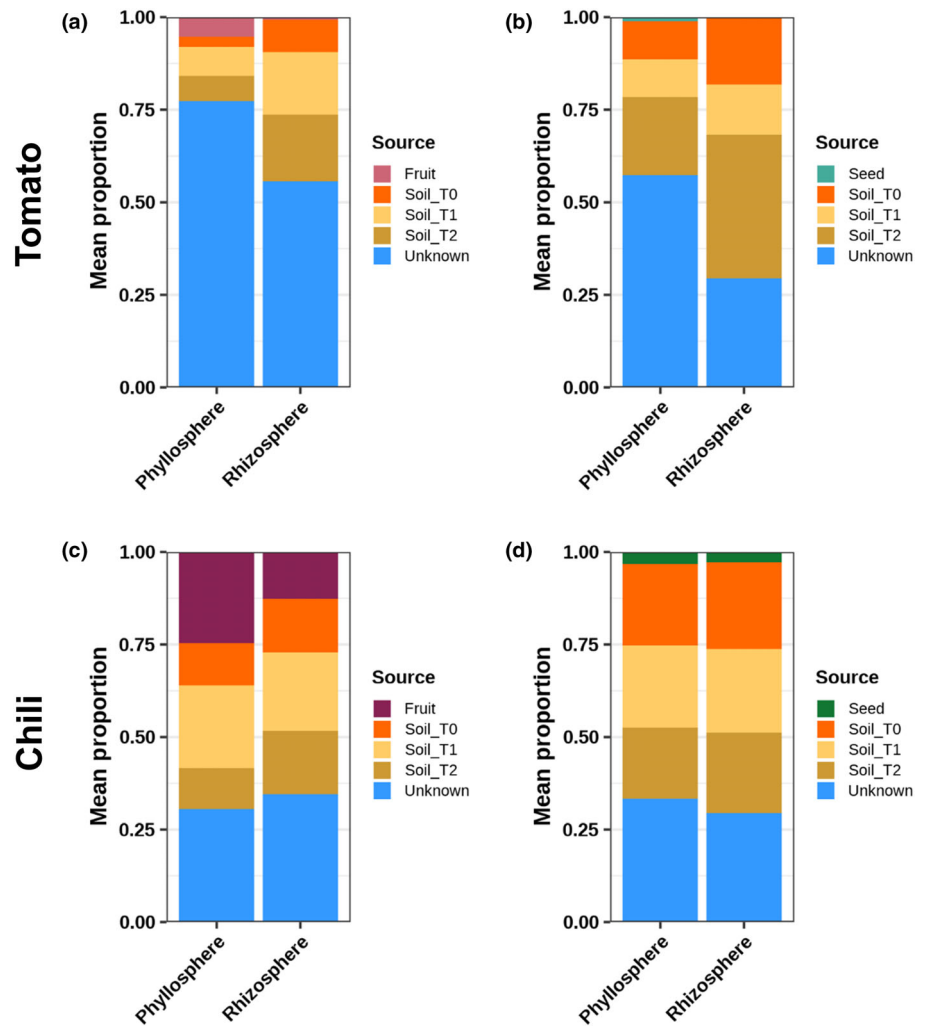 (a)
1.00
0.75
0.50
0.25
0.00
Mean proportion
Phyllosphere
Rhizosphere
Source
Fruit
Soil_T0
Soil_T1
Soil_T2
Unknown
(b)
1.00
0.75
0.50
0.25
0.00
Mean proportion
Phyllosphere
Rhizosphere
Source
Seed
Soil_T0
Soil_T1
Soil_T2
Unknown
Tomato
(c)
1.00
0.75
0.50
0.25
0.00
Mean proportion
Phyllosphere
Rhizosphere
Source
Fruit
Soil_T0
Soil_T1
Soil_T2
Unknown
(d)
1.00
0.75
0.50
0.25
0.00
Mean proportion
Phyllosphere
Rhizosphere
Source
Seed
Soil_T0
Soil_T1
Soil_T2
Unknown
Chili